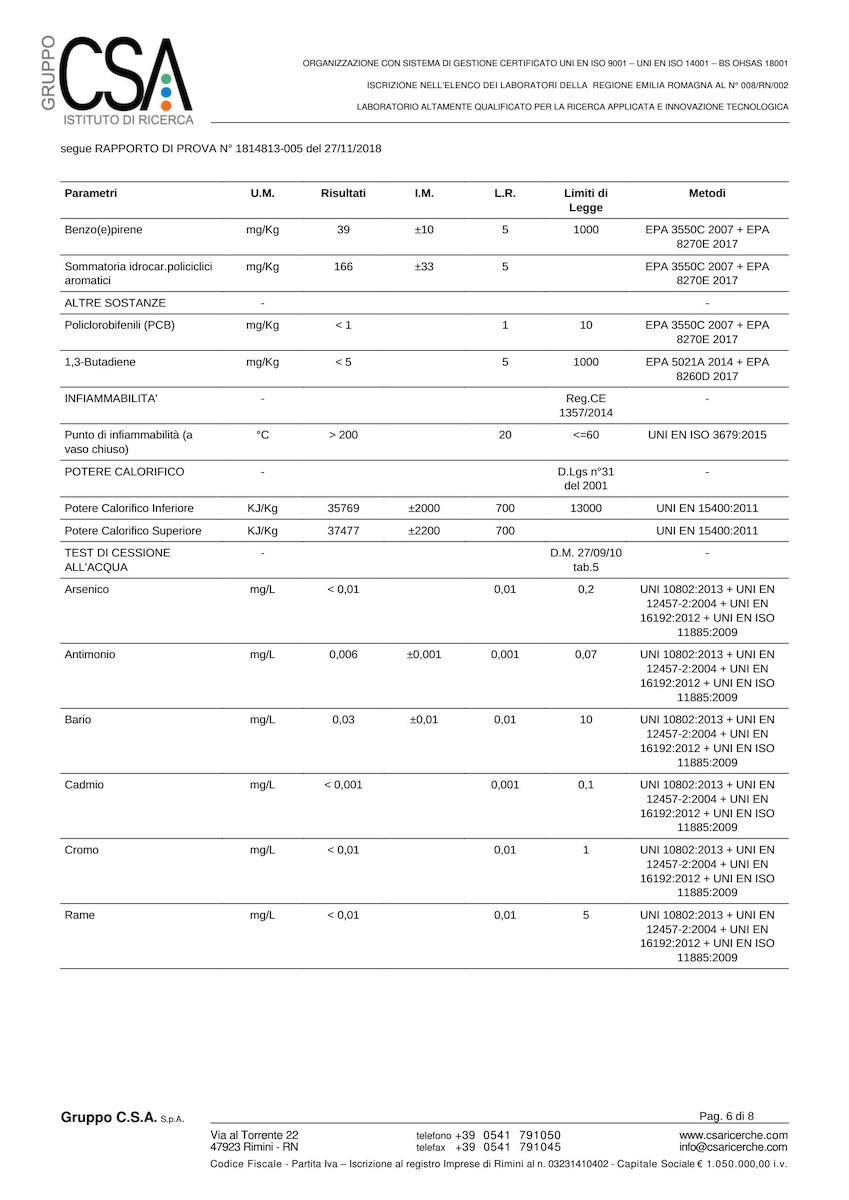 GRUPPO
CSA
ISTITUTO DI RICERCA
ORGANIZZAZIONE CON SISTEMA DI GESTIONE CERTIFICATO UNI EN ISO 9001 – UNI EN ISO 14001 – BS OHSAS 18001
ISCRIZIONE NELL'ELENCO DEI LABORATORI DELLA REGIONE EMILIA ROMAGNA AL N° 008/RN/002
LABORATORIO ALTAMENTE QUALIFICATO PER LA RICERCA APPLICATA E INNOVAZIONE TECNOLOGICA
segue RAPPORTO DI PROVA N° 1814813-005 del 27/11/2018
Parametri U.M. Risultati I.M. L.R. Limiti di Metodi
Legge
Benzo(e)pirene mg/Kg 39 ±10 5 1000 EPA 3550C 2007 + EPA
8270E 2017
Sommatoria idrocar.policiclici mg/Kg 166 ±33 5 EPA 3550C 2007 + EPA
aromatici 8270E 2017
ALTRE SOSTANZE - -
Policlorobifenili (PCB) mg/Kg < 1 1 10 EPA 3550C 2007 + EPA
8270E 2017
1,3-Butadiene mg/Kg < 5 5 1000 EPA 5021A 2014 + EPA
8260D 2017
INFIAMMABILITA' - Reg.CE -
1357/2014
Punto di infiammabilità (a °C > 200 20 <=60 UNI EN ISO 3679:2015
vaso chiuso)
POTERE CALORIFICO - D.Lgs n°31 -
del 2001
Potere Calorifico Inferiore KJ/Kg 35769 ±2000 700 13000 UNI EN 15400:2011
Potere Calorifico Superiore KJ/Kg 37477 ±2200 700 UNI EN 15400:2011
TEST DI CESSIONE - D.M. 27/09/10 -
ALL'ACQUA tab.5
Arsenico mg/L < 0,01 0,01 0,2 UNI 10802:2013 + UNI EN
12457-2:2004 + UNI EN
16192:2012 + UNI EN ISO
11885:2009
Antimonio mg/L 0,006 ±0,001 0,001 0,07 UNI 10802:2013 + UNI EN
12457-2:2004 + UNI EN
16192:2012 + UNI EN ISO
11885:2009
Bario mg/L 0,03 ±0,01 0,01 10 UNI 10802:2013 + UNI EN
12457-2:2004 + UNI EN
16192:2012 + UNI EN ISO
11885:2009
Cadmio mg/L < 0,001 0,001 0,1 UNI 10802:2013 + UNI EN
12457-2:2004 + UNI EN
16192:2012 + UNI EN ISO
11885:2009
Cromo mg/L < 0,01 0,01 1 UNI 10802:2013 + UNI EN
12457-2:2004 + UNI EN
16192:2012 + UNI EN ISO
11885:2009
Rame mg/L < 0,01 0,01 5 UNI 10802:2013 + UNI EN
12457-2:2004 + UNI EN
16192:2012 + UNI EN ISO
11885:2009
Gruppo C.S.A. S.p.A. Pag. 6 di 8
Via al Torrente 22 telefono +39 0541 791050 www.csaricerche.com
47923 Rimini - RN telefax +39 0541 791045 info@csaricerche.com
Codice Fiscale - Partita Iva – Iscrizione al registro Imprese di Rimini al n. 03231410402 - Capitale Sociale € 1.050.000,00 i.v.